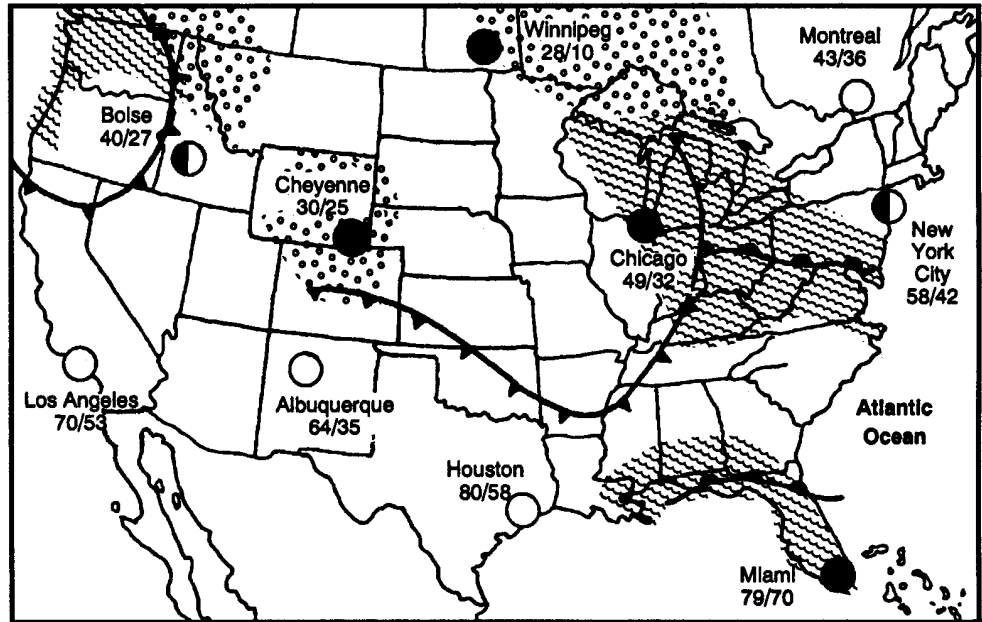 Winnipeg
28/10
Montreal
43/36
Boise
40/27
Cheyenne
30/25
Chicago
49/32
New
York
City
58/42
Los Angeles
70/53
Albuquerque
64/35
Atlantic
Ocean
Houston
80/58
Miami
79/70